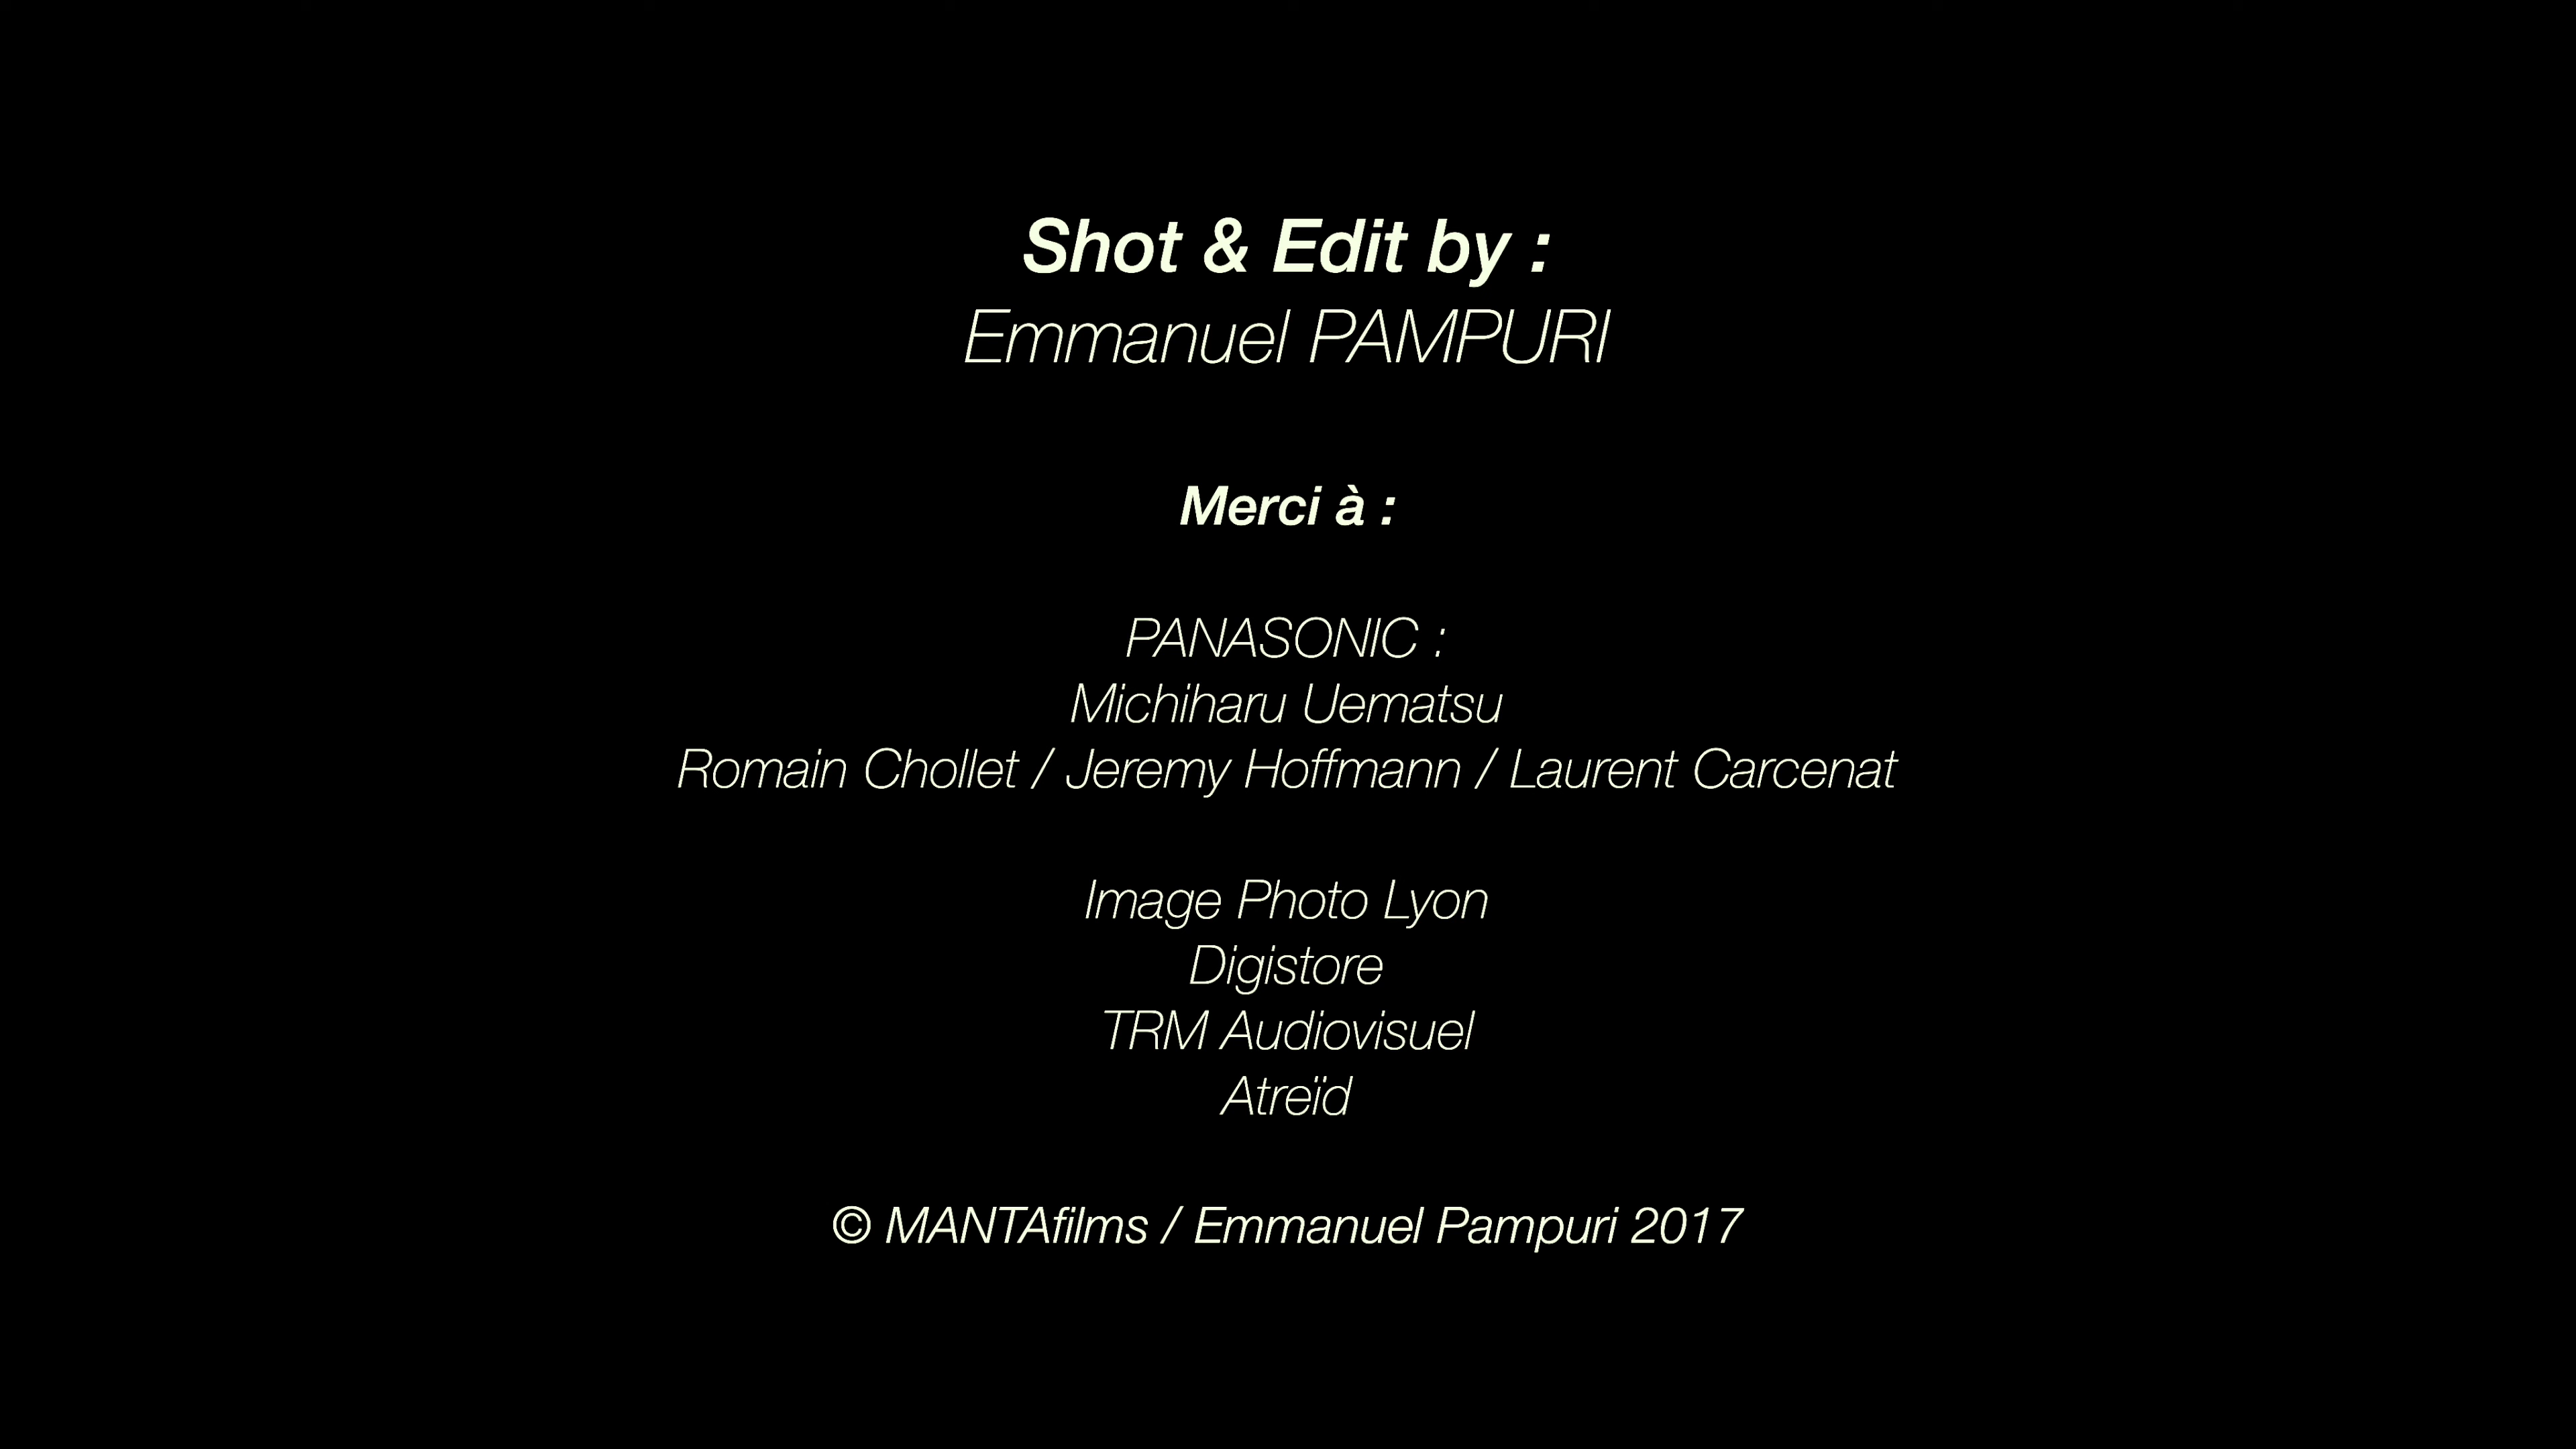 Shot & Edit by :
Emmanuel PAMPURI
Merci à :
PANASONIC :
Michiharu Uematsu
Romain Chollet / Jeremy Hoffmann / Laurent Carcenat
Image Photo Lyon
Digistore
TRM Audiovisuel
Atreïd
© MANTAfilms / Emmanuel Pampuri 2017